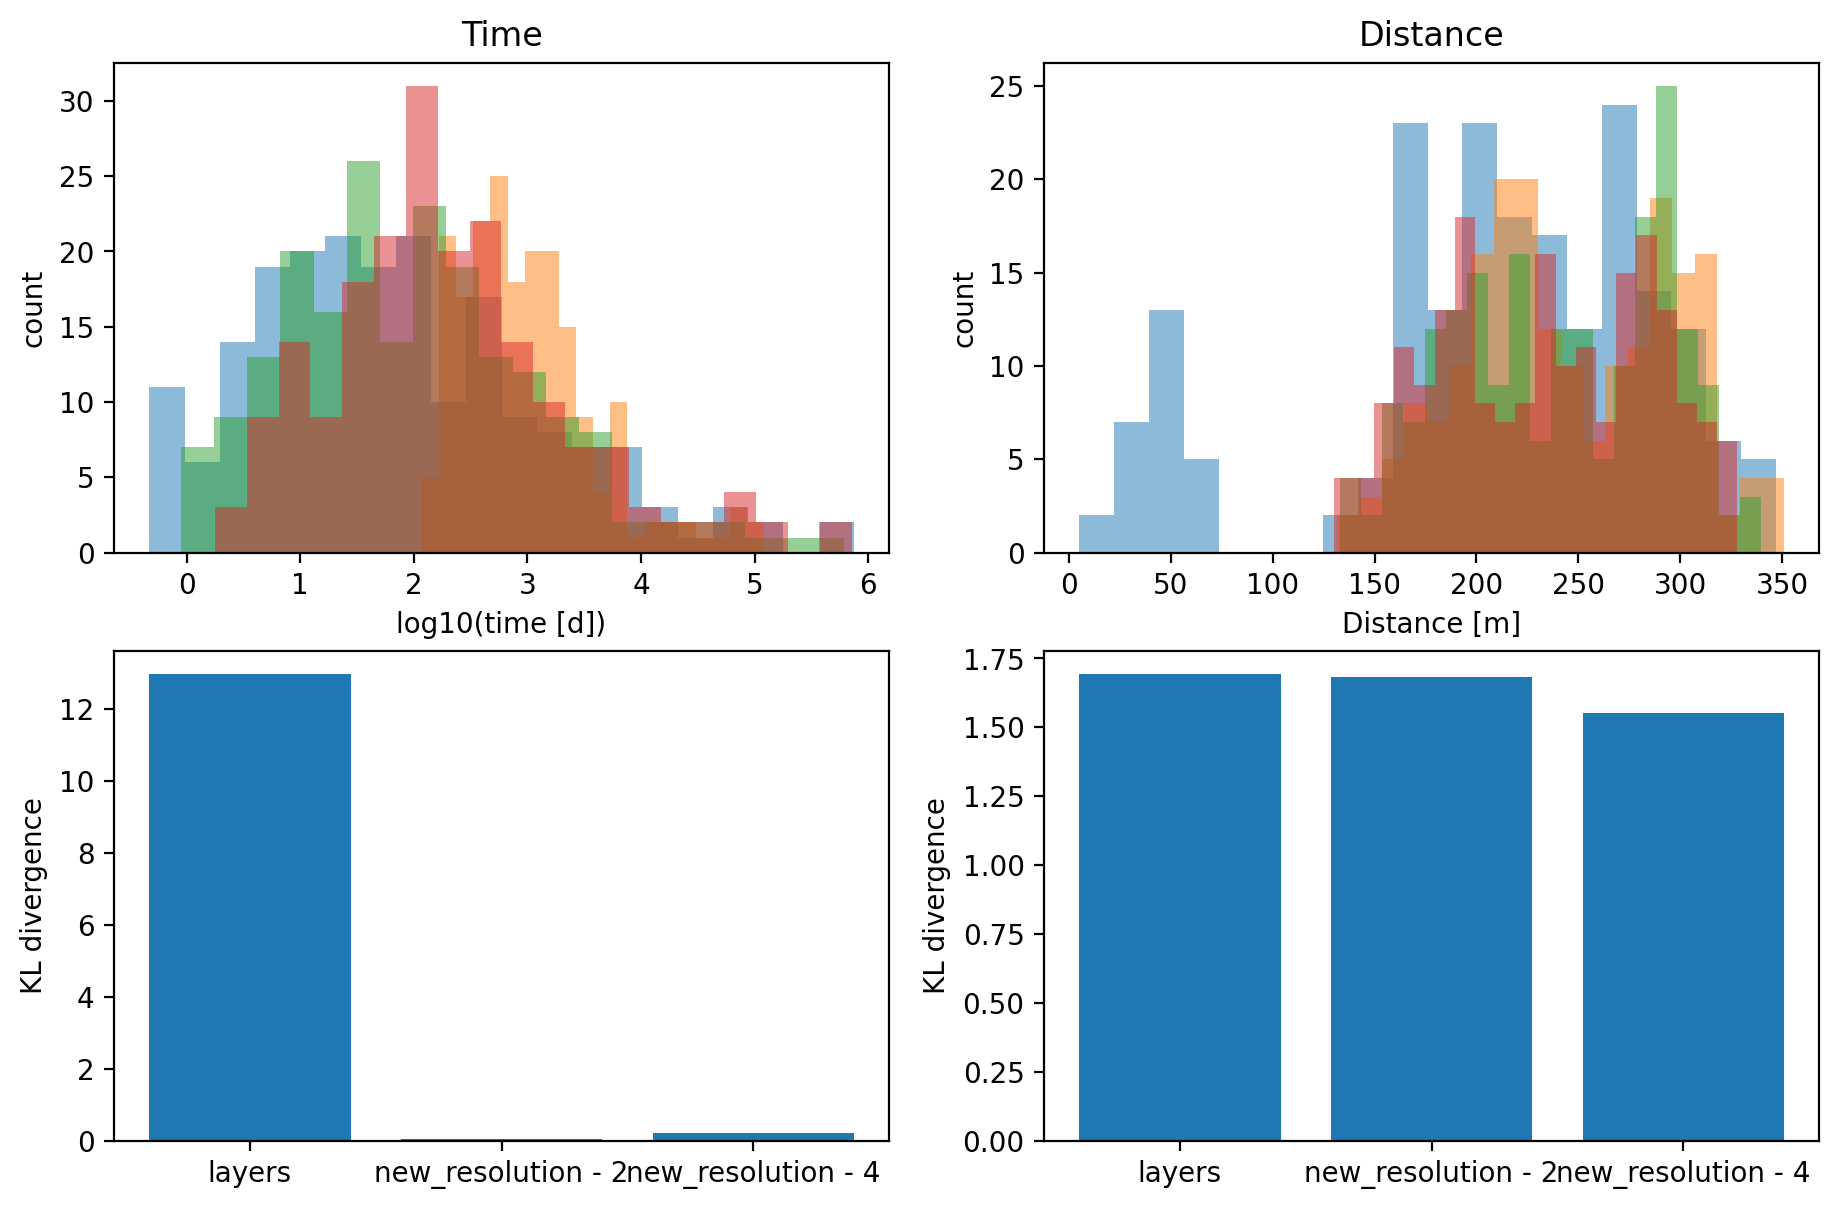 Time
count
30
25
20
15
10
5
0
0 1 2 3 4 5 6
log10(time [d])
Distance
count
25
20
15
10
5
0
0 50 100 150 200 250 300 350
Distance [m]
KL divergence
12
10
8
6
4
2
0
layers new_resolution - 2 new_resolution - 4
KL divergence
1.75
1.50
1.25
1.00
0.75
0.50
0.25
0.00
layers new_resolution - 2 new_resolution - 4